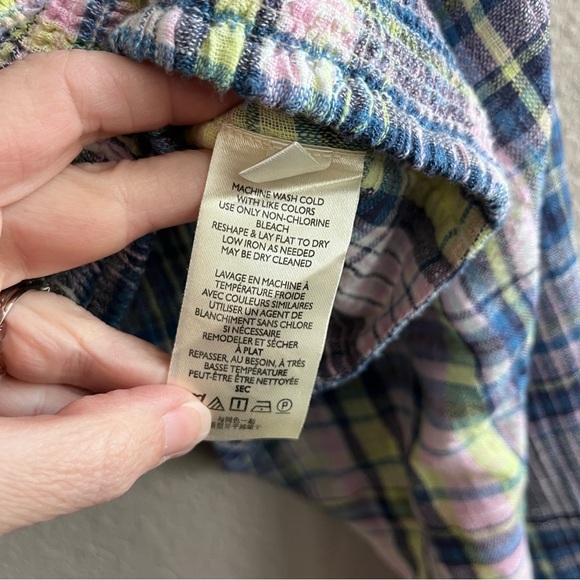 MACHINE WASH COLD
WITH LIKE COLORS
USE ONLY NON-CHLORINE
BLEACH
RESHAPE & LAY FLAT TO DRY
LOW IRON AS NEEDED
MAY BE DRY CLEANED
LAVAGE EN MACHINE À
TEMPÉRATURE FROIDE
AVEC COULEURS SIMILAIRES
UTILISER UN AGENT DE
BLANCHIMENT SANS CHLORE
SI NÉCESSAIRE
REMODELER ET SÉCHER
À PLAT
REPASSER, AU BESOIN, À TRÉS
BASSE TEMPÉRATURE
PEUT-ÊTRE ÊTRE NETTOYÉE
SEC